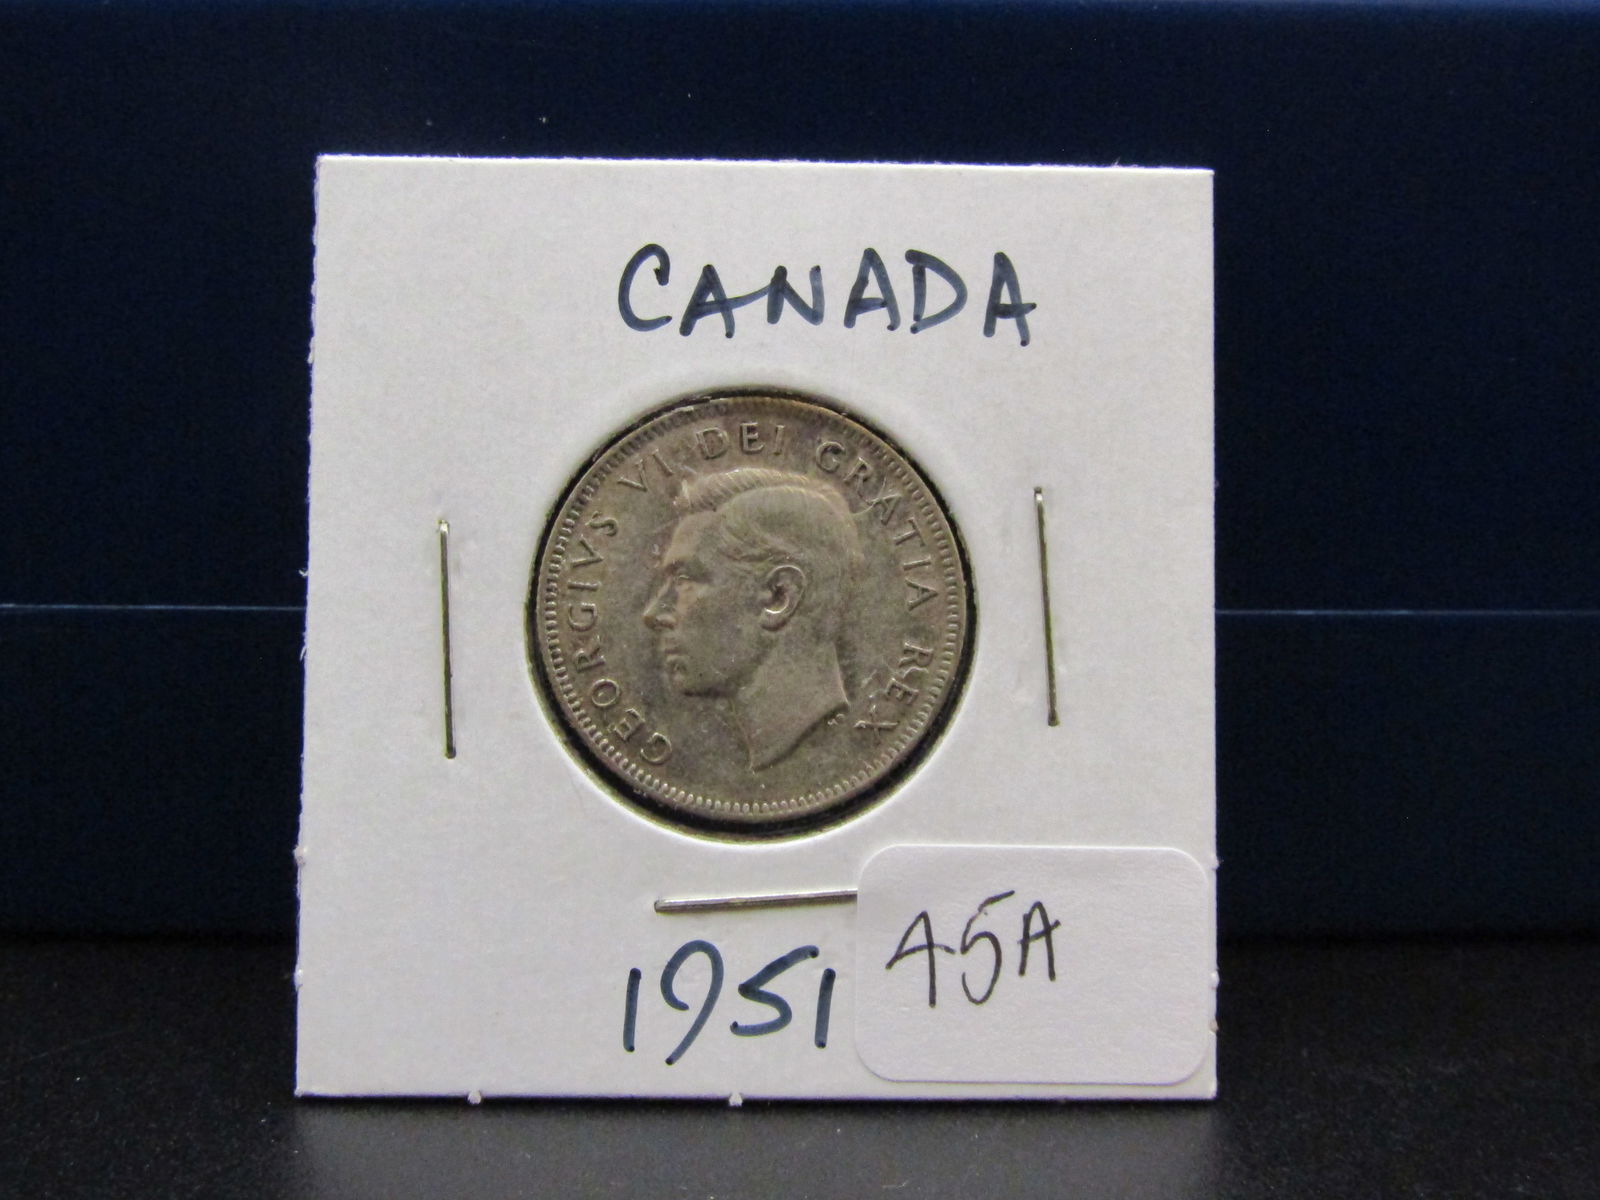 CANADA
GEORGIVS VI DEI GRATIA REX
1951
45A